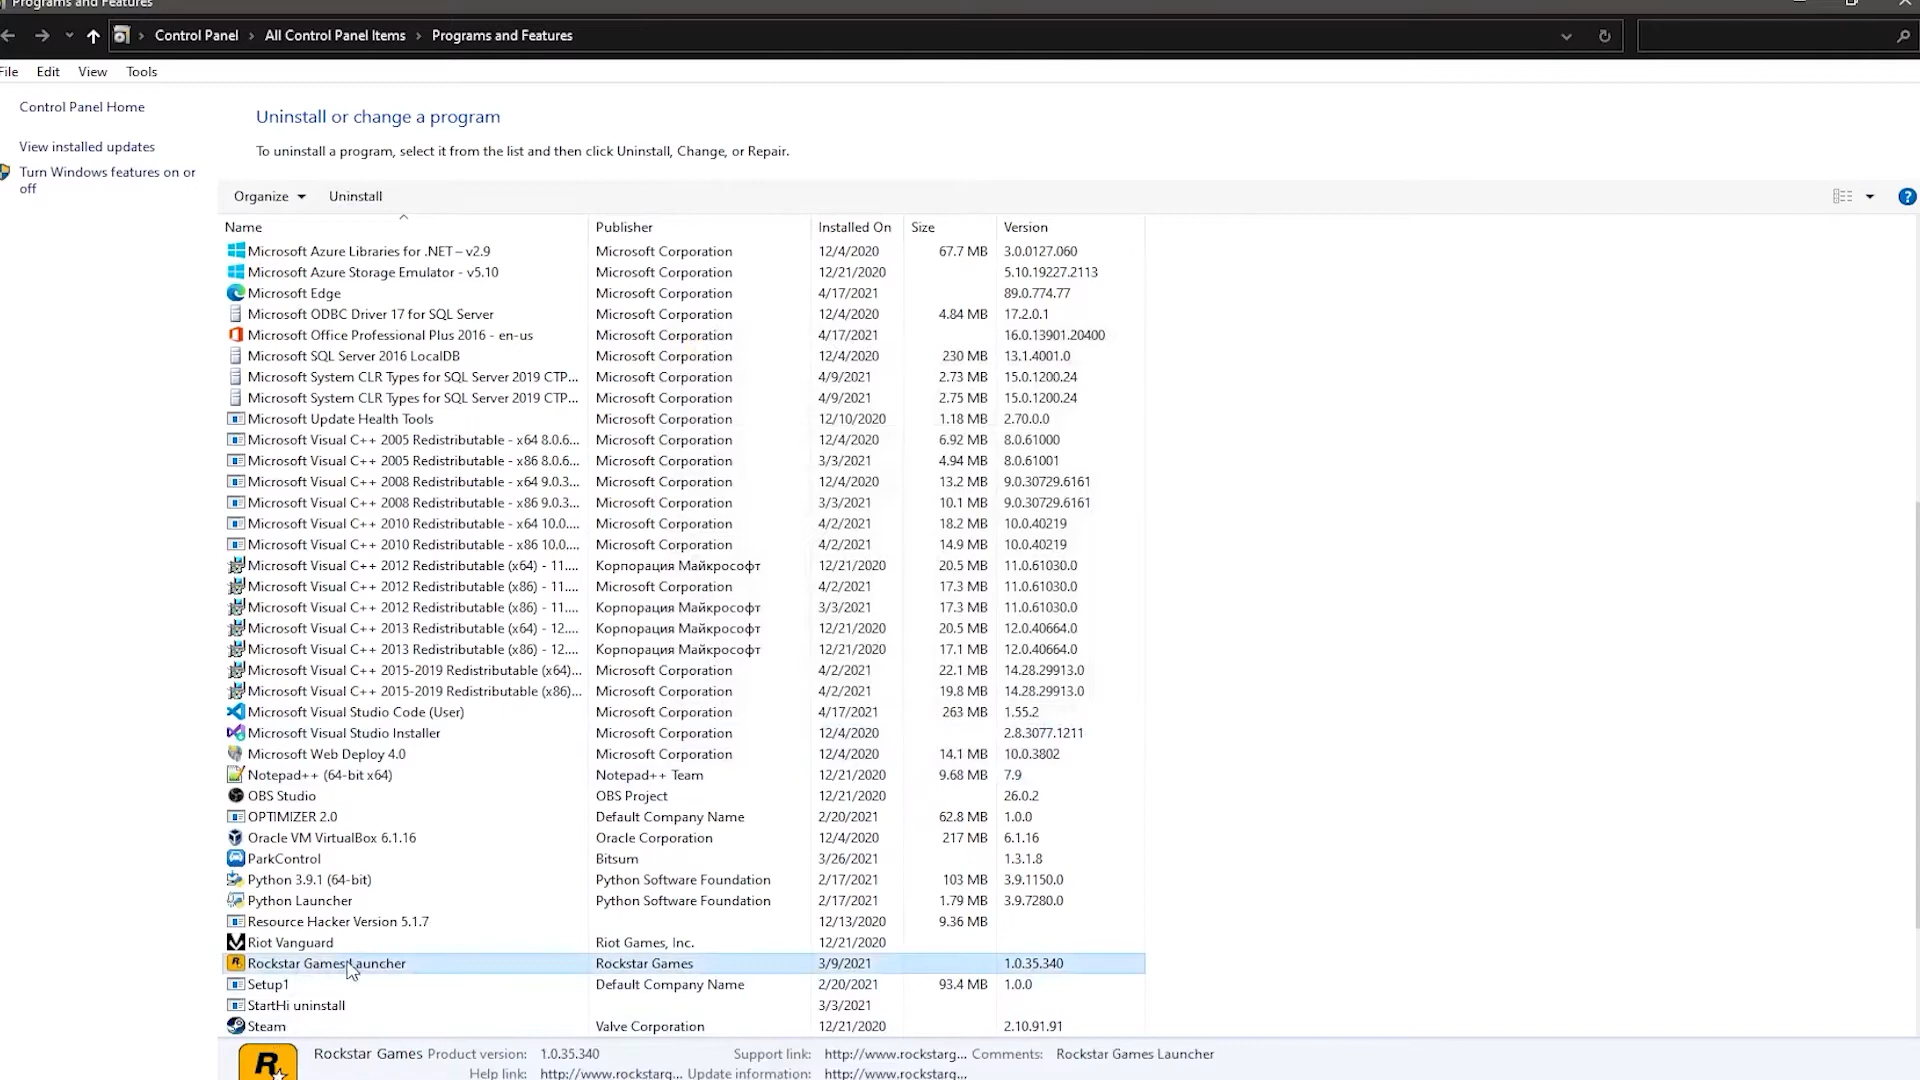 Programs and Features
Control Panel > All Control Panel Items > Programs and Features
File Edit View Tools
Control Panel Home
View installed updates
Turn Windows features on or
off
Uninstall or change a program
To uninstall a program, select it from the list and then click Uninstall, Change, or Repair.
Organize Uninstall
Name Publisher Installed On Size Version
Microsoft Azure Libraries for .NET – v2.9 Microsoft Corporation 12/4/2020 67.7 MB 3.0.0127.060
Microsoft Azure Storage Emulator - v5.10 Microsoft Corporation 12/21/2020 5.10.19227.2113
Microsoft Edge Microsoft Corporation 4/17/2021 89.0.774.77
Microsoft ODBC Driver 17 for SQL Server Microsoft Corporation 12/4/2020 4.84 MB 17.2.0.1
Microsoft Office Professional Plus 2016 - en-us Microsoft Corporation 4/17/2021 16.0.13901.20400
Microsoft SQL Server 2016 LocalDB Microsoft Corporation 12/4/2020 230 MB 13.1.4001.0
Microsoft System CLR Types for SQL Server 2019 CTP... Microsoft Corporation 4/9/2021 2.73 MB 15.0.1200.24
Microsoft System CLR Types for SQL Server 2019 CTP... Microsoft Corporation 4/9/2021 2.75 MB 15.0.1200.24
Microsoft Update Health Tools Microsoft Corporation 12/10/2020 1.18 MB 2.70.0.0
Microsoft Visual C++ 2005 Redistributable - x64 8.0.6... Microsoft Corporation 12/4/2020 6.92 MB 8.0.61000
Microsoft Visual C++ 2005 Redistributable - x86 8.0.6... Microsoft Corporation 3/3/2021 4.94 MB 8.0.61001
Microsoft Visual C++ 2008 Redistributable - x64 9.0.3... Microsoft Corporation 12/4/2020 13.2 MB 9.0.30729.6161
Microsoft Visual C++ 2008 Redistributable - x86 9.0.3... Microsoft Corporation 3/3/2021 10.1 MB 9.0.30729.6161
Microsoft Visual C++ 2010 Redistributable - x64 10.0.... Microsoft Corporation 4/2/2021 18.2 MB 10.0.40219
Microsoft Visual C++ 2010 Redistributable - x86 10.0.... Microsoft Corporation 4/2/2021 14.9 MB 10.0.40219
Microsoft Visual C++ 2012 Redistributable (x64) - 11.... Корпорация Майкрософт 12/21/2020 20.5 MB 11.0.61030.0
Microsoft Visual C++ 2012 Redistributable (x86) - 11.... Microsoft Corporation 4/2/2021 17.3 MB 11.0.61030.0
Microsoft Visual C++ 2012 Redistributable (x86) - 11.... Корпорация Майкрософт 3/3/2021 17.3 MB 11.0.61030.0
Microsoft Visual C++ 2013 Redistributable (x64) - 12.... Корпорация Майкрософт 12/21/2020 20.5 MB 12.0.40664.0
Microsoft Visual C++ 2013 Redistributable (x86) - 12.... Корпорация Майкрософт 12/21/2020 17.1 MB 12.0.40664.0
Microsoft Visual C++ 2015-2019 Redistributable (x64)... Microsoft Corporation 4/2/2021 22.1 MB 14.28.29913.0
Microsoft Visual C++ 2015-2019 Redistributable (x86)... Microsoft Corporation 4/2/2021 19.8 MB 14.28.29913.0
Microsoft Visual Studio Code (User) Microsoft Corporation 4/17/2021 263 MB 1.55.2
Microsoft Visual Studio Installer Microsoft Corporation 12/4/2020 2.8.3077.1211
Microsoft Web Deploy 4.0 Microsoft Corporation 12/4/2020 14.1 MB 10.0.3802
Notepad++ (64-bit x64) Notepad++ Team 12/21/2020 9.68 MB 7.9
OBS Studio OBS Project 12/21/2020 26.0.2
OPTIMIZER 2.0 Default Company Name 2/20/2021 62.8 MB 1.0.0
Oracle VM VirtualBox 6.1.16 Oracle Corporation 12/4/2020 217 MB 6.1.16
ParkControl Bitsum 3/26/2021 1.3.1.8
Python 3.9.1 (64-bit) Python Software Foundation 2/17/2021 103 MB 3.9.1150.0
Python Launcher Python Software Foundation 2/17/2021 1.79 MB 3.9.7280.0
Resource Hacker Version 5.1.7 12/13/2020 9.36 MB
Riot Vanguard Riot Games, Inc. 12/21/2020
Rockstar Games Launcher Rockstar Games 3/9/2021 1.0.35.340
Setup1 Default Company Name 2/20/2021 93.4 MB 1.0.0
StartHi uninstall 3/3/2021
Steam Valve Corporation 12/21/2020 2.10.91.91
Rockstar Games Product version: 1.0.35.340 Support link: http://www.rockstarg... Comments: Rockstar Games Launcher
Help link: http://www.rockstarg... Update information: http://www.rockstarg...